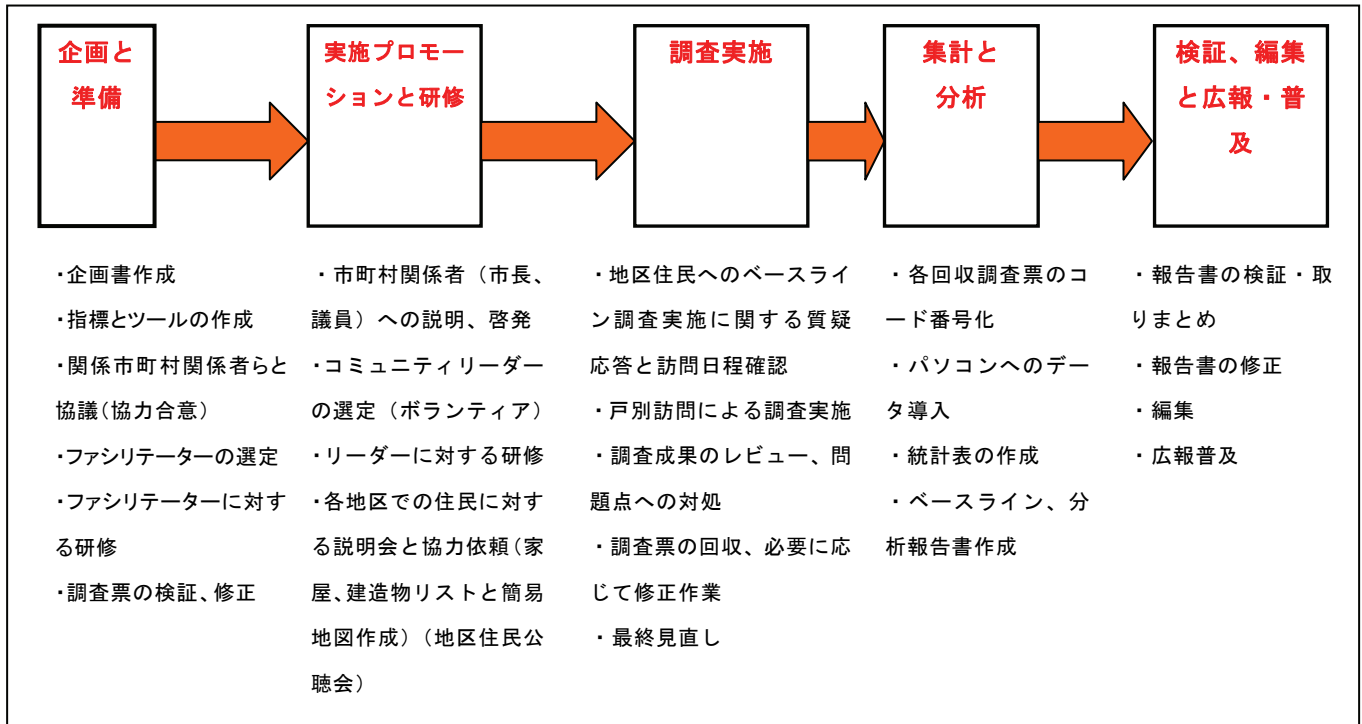 企画と
準備
実施プロモー
ションと研修
調査実施
集計と
分析
検証、編集
と広報・普
及
・企画書作成
・指標とツールの作成
・関係市町村関係者らと
協議(協力合意)
・ファシリテーターの選定
・ファシリテーターに対す
る研修
・調査票の検証、修正
・市町村関係者（市長、
議員）への説明、啓発
・コミュニティリーダー
の選定（ボランティア）
・リーダーに対する研修
・各地区での住民に対す
る説明会と協力依頼(家
屋、建造物リストと簡易
地図作成)（地区住民公
聴会）
・地区住民へのベースライ
ン調査実施に関する質疑
応答と訪問日程確認
・戸別訪問による調査実施
・調査成果のレビュー、問
題点への対処
・調査票の回収、必要に応
じて修正作業
・最終見直し
・各回収調査票のコ
ード番号化
・パソコンへのデー
タ導入
・統計表の作成
・ベースライン、分
析報告書作成
・報告書の検証・取
りまとめ
・報告書の修正
・編集
・広報普及